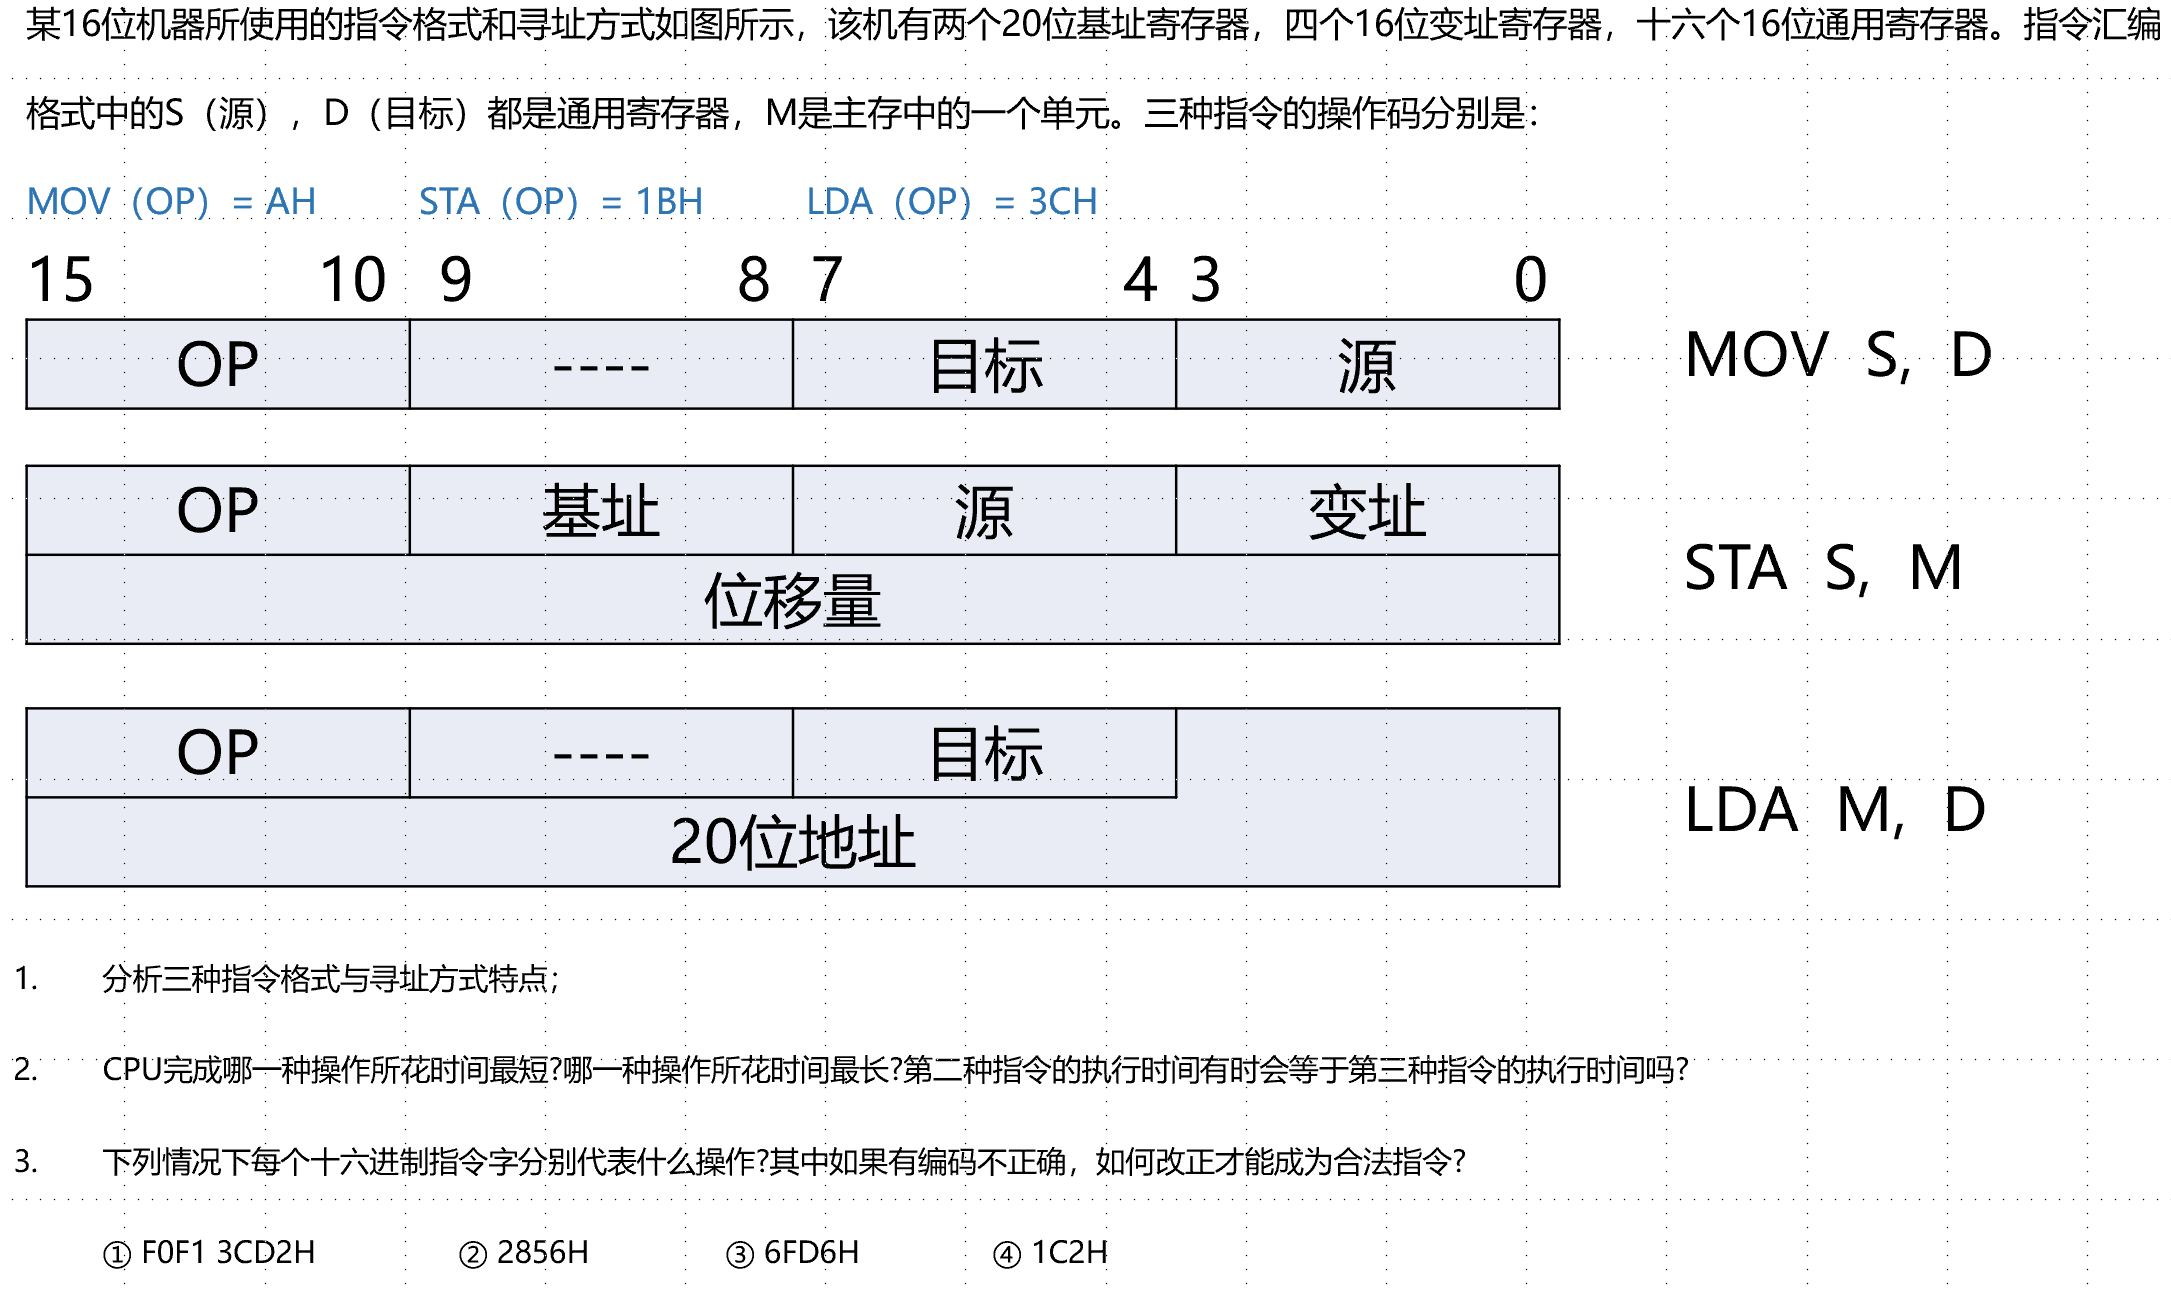 某16位机器所使用的指令格式和寻址方式如图所示，该机有两个20位基址寄存器，四个16位变址寄存器，十六个16位通用寄存器。指令汇编
格式中的S（源），D（目标）都是通用寄存器，M是主存中的一个单元。三种指令的操作码分别是：
MOV（OP）= AH STA（OP）= 1BH LDA（OP）= 3CH
15 10 9 8 7 4 3 0
OP ---- 目标 源 MOV S, D
OP 基址 源 变址
位移量
STA S, M
OP ---- 目标
20位地址
LDA M, D
1. 分析三种指令格式与寻址方式特点；
2. CPU完成哪一种操作所花时间最短?哪一种操作所花时间最长?第二种指令的执行时间有时会等于第三种指令的执行时间吗?
3. 下列情况下每个十六进制指令字分别代表什么操作?其中如果有编码不正确，如何改正才能成为合法指令?
① F0F1 3CD2H ② 2856H ③ 6FD6H ④ 1C2H